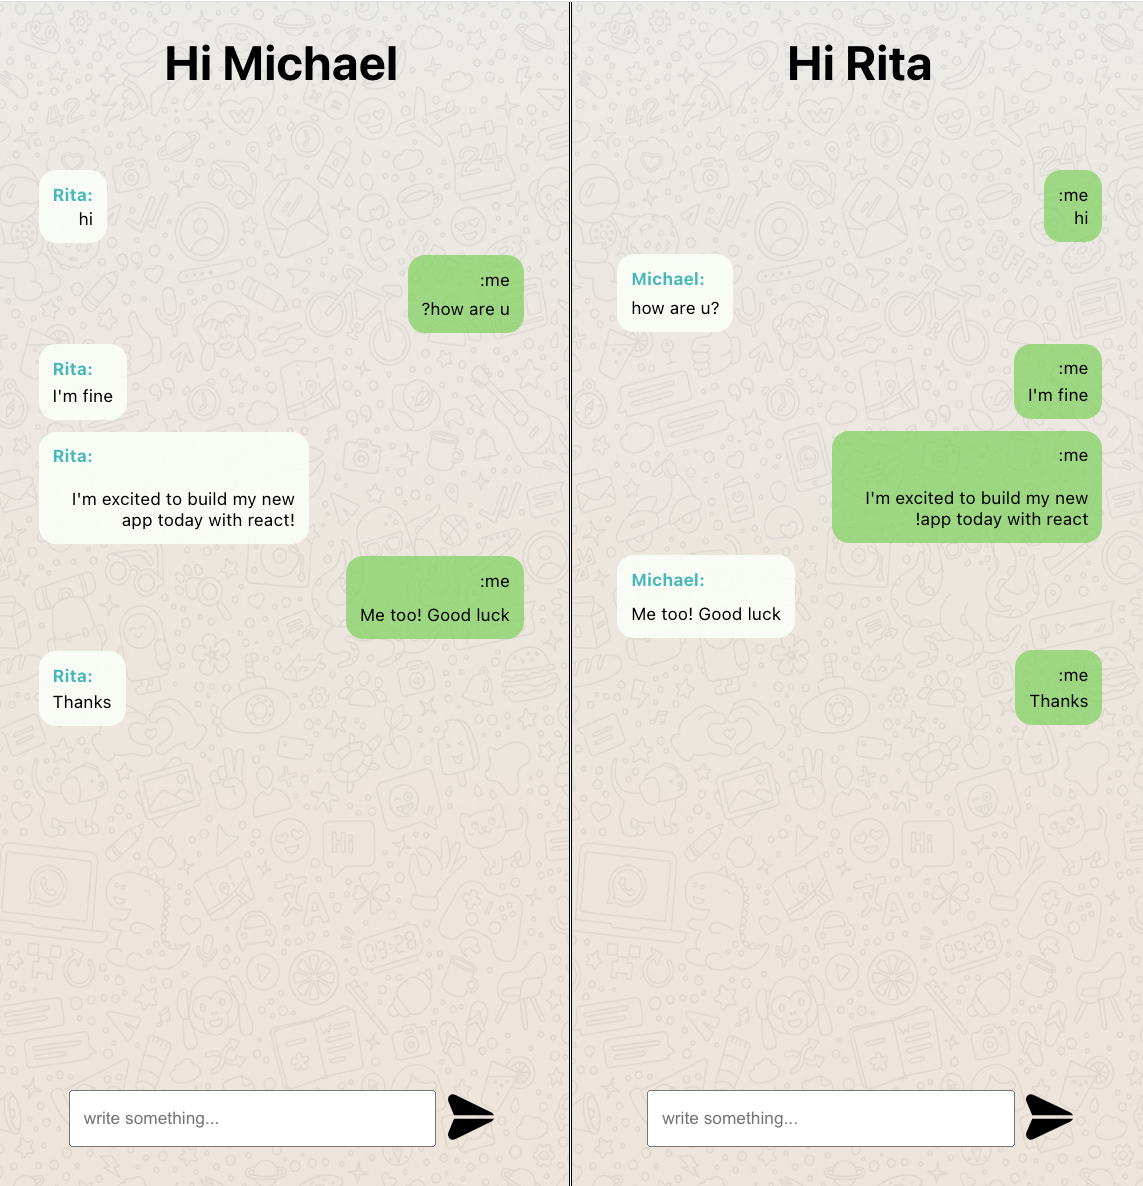 Hi Michael
Rita:
hi
:me
?how are u
Rita:
I'm fine
Rita:
I'm excited to build my new
app today with react!
:me
Me too! Good luck
Rita:
Thanks
write something...
Hi Rita
:me
hi
Michael:
how are u?
:me
I'm fine
:me
I'm excited to build my new
!app today with react
Michael:
Me too! Good luck
:me
Thanks
write something...